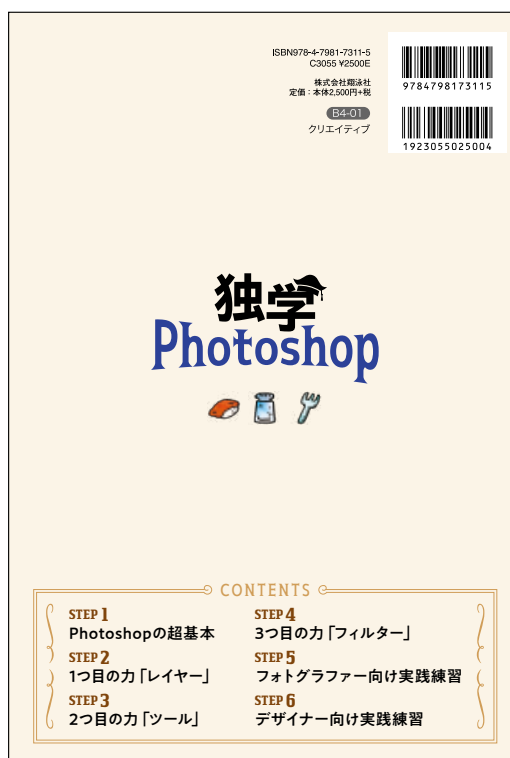 ISBN978-4-7981-7311-5
C3055 ¥2500E
株式会社翔泳社
定価：本体2,500円+税
B4-01
クリエイティブ
9784798173115
1923055025004
独学
Photoshop
CONTENTS
STEP 1
Photoshopの超基本
STEP 2
1つ目の力「レイヤー」
STEP 3
2つ目の力「ツール」
STEP 4
3つ目の力「フィルター」
STEP 5
フォトグラファー向け実践練習
STEP 6
デザイナー向け実践練習